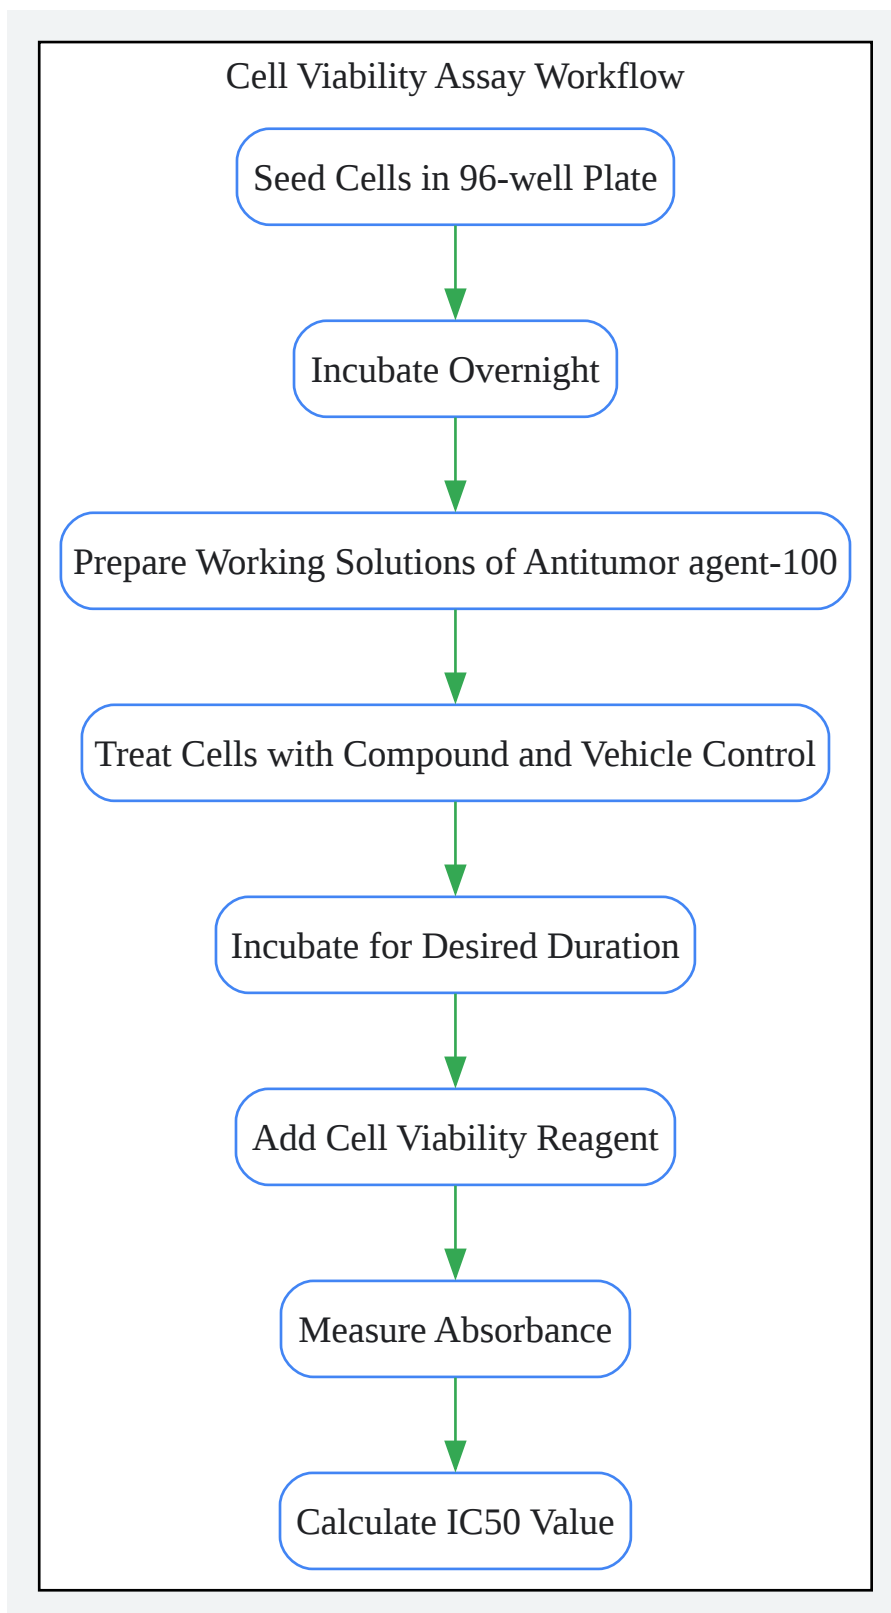 Cell Viability Assay Workflow
Seed Cells in 96-well Plate
Incubate Overnight
Prepare Working Solutions of Antitumor agent-100
Treat Cells with Compound and Vehicle Control
Incubate for Desired Duration
Add Cell Viability Reagent
Measure Absorbance
Calculate IC50 Value